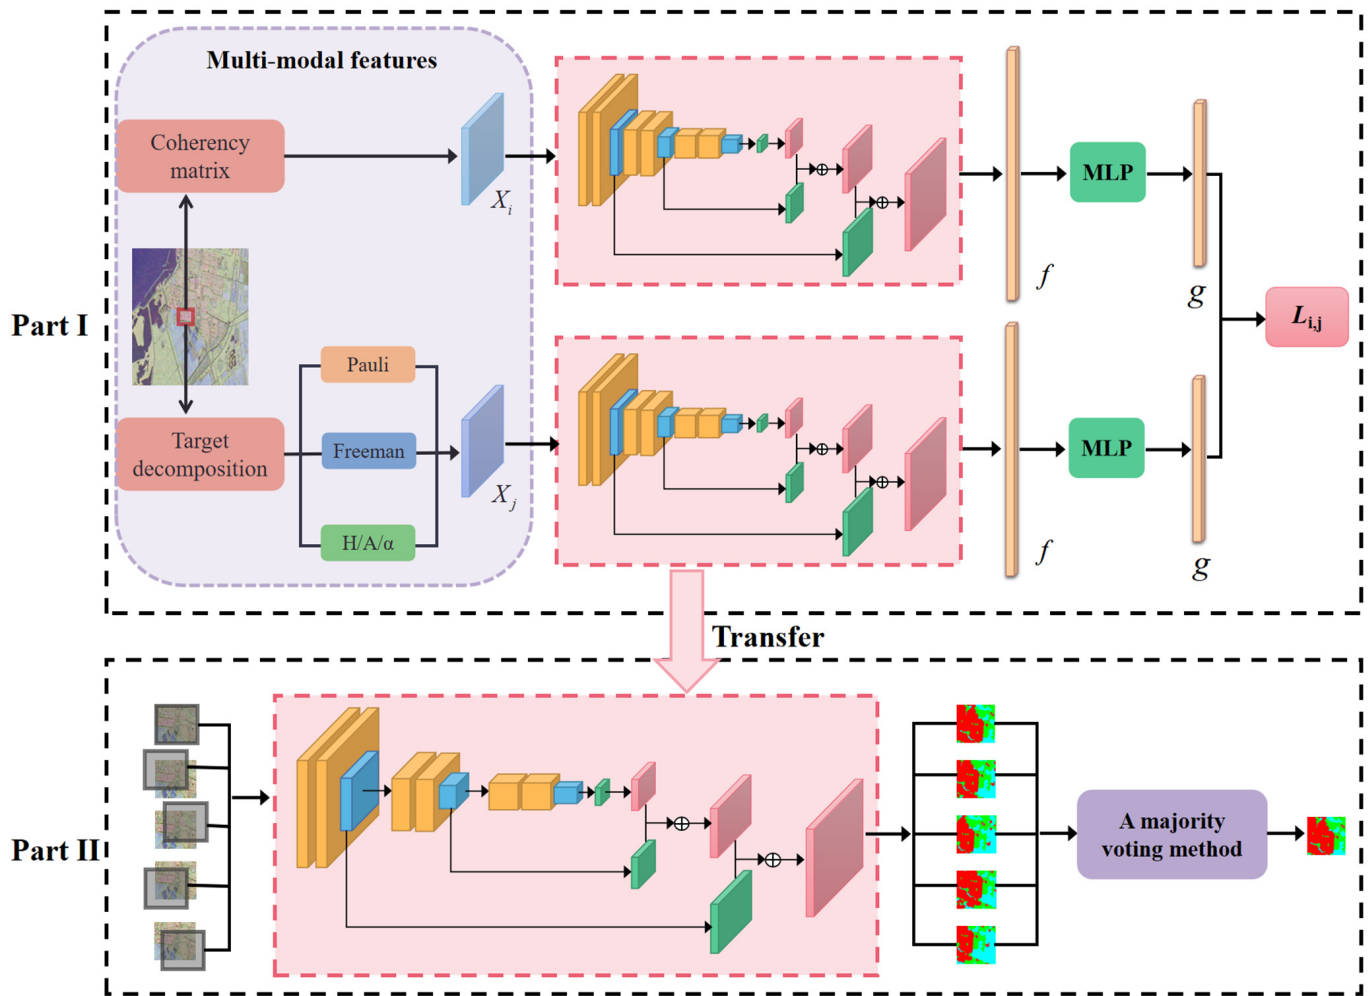 Multi-modal features
Coherency
matrix
X_i
MLP
f
g
Part I
L_{i,j}
Pauli
Target
decomposition
Freeman
X_j
MLP
H/A/α
f
g
Transfer
Part II
A majority
voting method